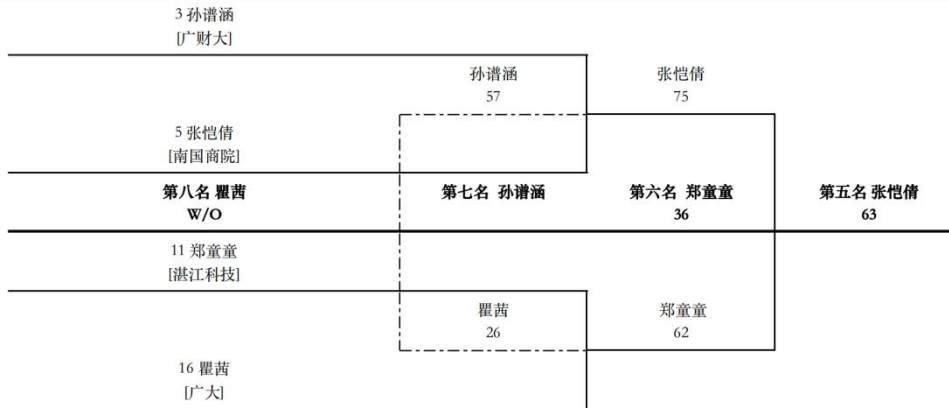 3 孙谱涵
[广财大]
孙谱涵
57
张恺倩
75
5 张恺倩
[南国商院]
第八名 瞿茜
W/O
第七名 孙谱涵
第六名 郑童童
36
第五名 张恺倩
63
11 郑童童
[湛江科技]
瞿茜
26
郑童童
62
16 瞿茜
[广大]